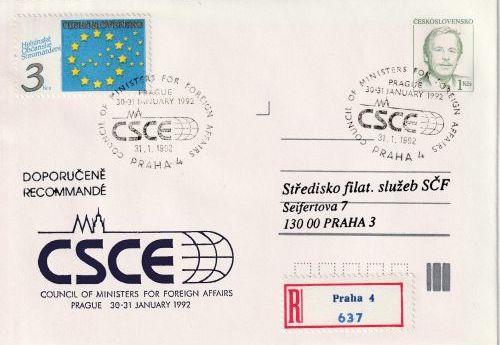 Helsinské
Občanské
Shromáždění
3
Kčs
ČESKOSLOVENSKO
ČESKOSLOVENSKO
1 Kčs
COUNCIL OF MINISTERS FOR FOREIGN AFFAIRS
PRAGUE
30-31 JANUARY 1992
CSCE
31.1.1992
PRAHA 4
COUNCIL OF MINISTERS FOR FOREIGN AFFAIRS
PRAGUE
30-31 JANUARY 1992
CSCE
31.1.1992
PRAHA 4
DOPORUČENĚ
RECOMMANDÉ
CSCE
COUNCIL OF MINISTERS FOR FOREIGN AFFAIRS
PRAGUE 30-31 JANUARY 1992
Středisko filat. služeb SČF
Seifertova 7
130 00 PRAHA 3
R
Praha 4
637